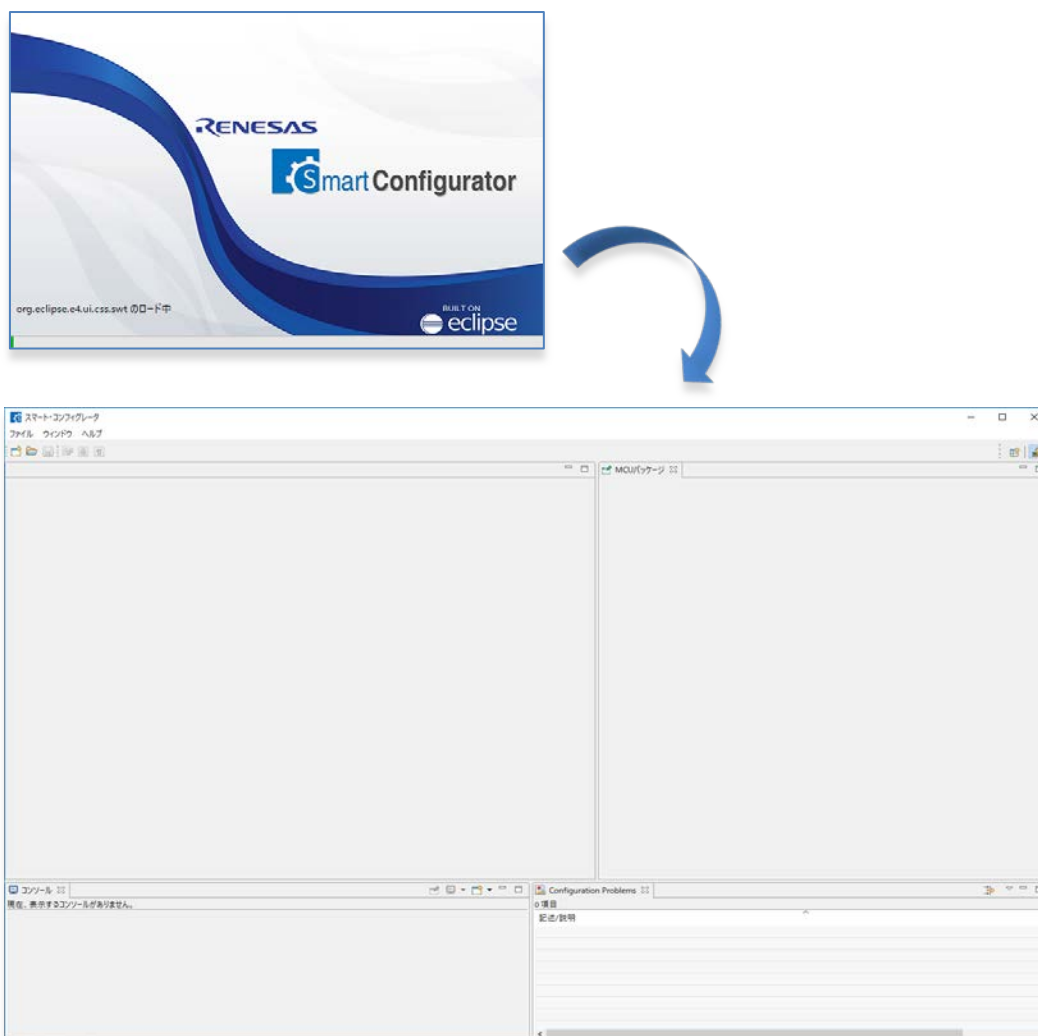 RENESAS
Smart Configurator
org.eclipse.e4.ui.css.swt のロード中
BUILT ON
eclipse
スマート・コンフィグレータ
ファイル ウィンドウ ヘルプ
MCUパッケージ
コンソール
現在、表示するコンソールがありません。
Configuration Problems
0 項目
記述/説明